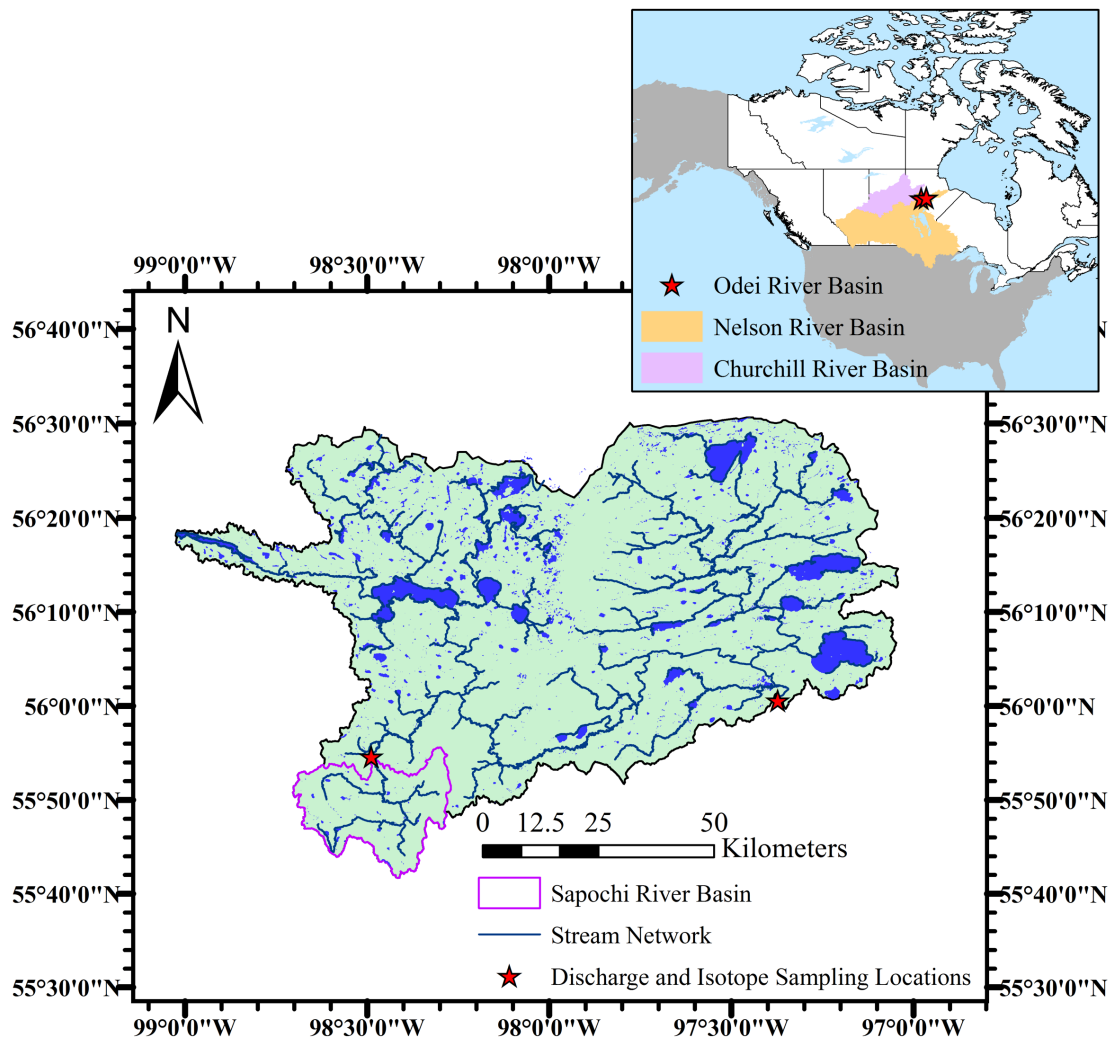 Odei River Basin
Nelson River Basin
Churchill River Basin
99°0'0"W 98°30'0"W 98°0'0"W
N
56°40'0"N
56°30'0"N 56°30'0"N
56°20'0"N 56°20'0"N
56°10'0"N 56°10'0"N
56°0'0"N 56°0'0"N
55°50'0"N 55°50'0"N
0 12.5 25 50
Kilometers
Sapochi River Basin
55°40'0"N 55°40'0"N
Stream Network
Discharge and Isotope Sampling Locations
55°30'0"N 55°30'0"N
99°0'0"W 98°30'0"W 98°0'0"W 97°30'0"W 97°0'0"W